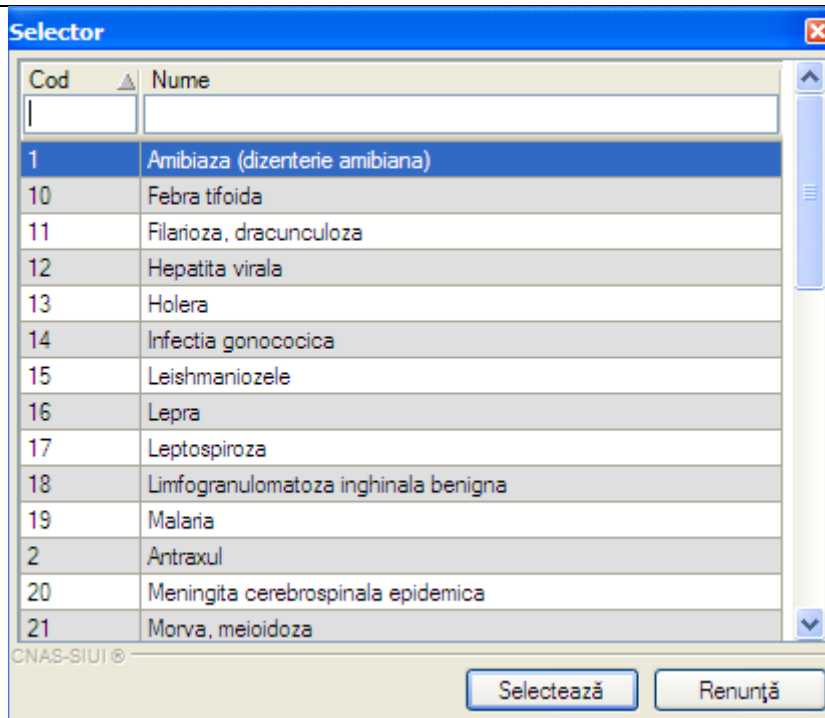 Selector
Cod Nume
1 Amibiaza (dizenterie amibiana)
10 Febra tifoida
11 Filarioza, dracunculoza
12 Hepatita virala
13 Holera
14 Infectia gonococica
15 Leishmaniozele
16 Lepra
17 Leptospiroza
18 Limfogranulomatoza inghinala benigna
19 Malaria
2 Antraxul
20 Meningita cerebrospinala epidemica
21 Morva, meioidoza
CNAS-SIUI ®
Selectează Renunţă